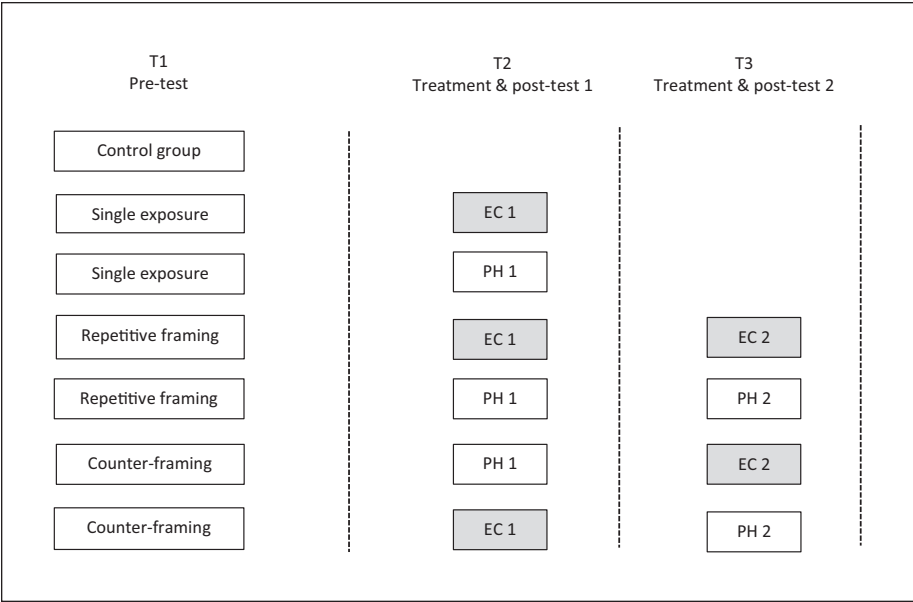 T1 T2 T3
Pre-test Treatment & post-test 1 Treatment & post-test 2
Control group
Single exposure EC 1
Single exposure PH 1
Repetitive framing EC 1 EC 2
Repetitive framing PH 1 PH 2
Counter-framing PH 1 EC 2
Counter-framing EC 1 PH 2